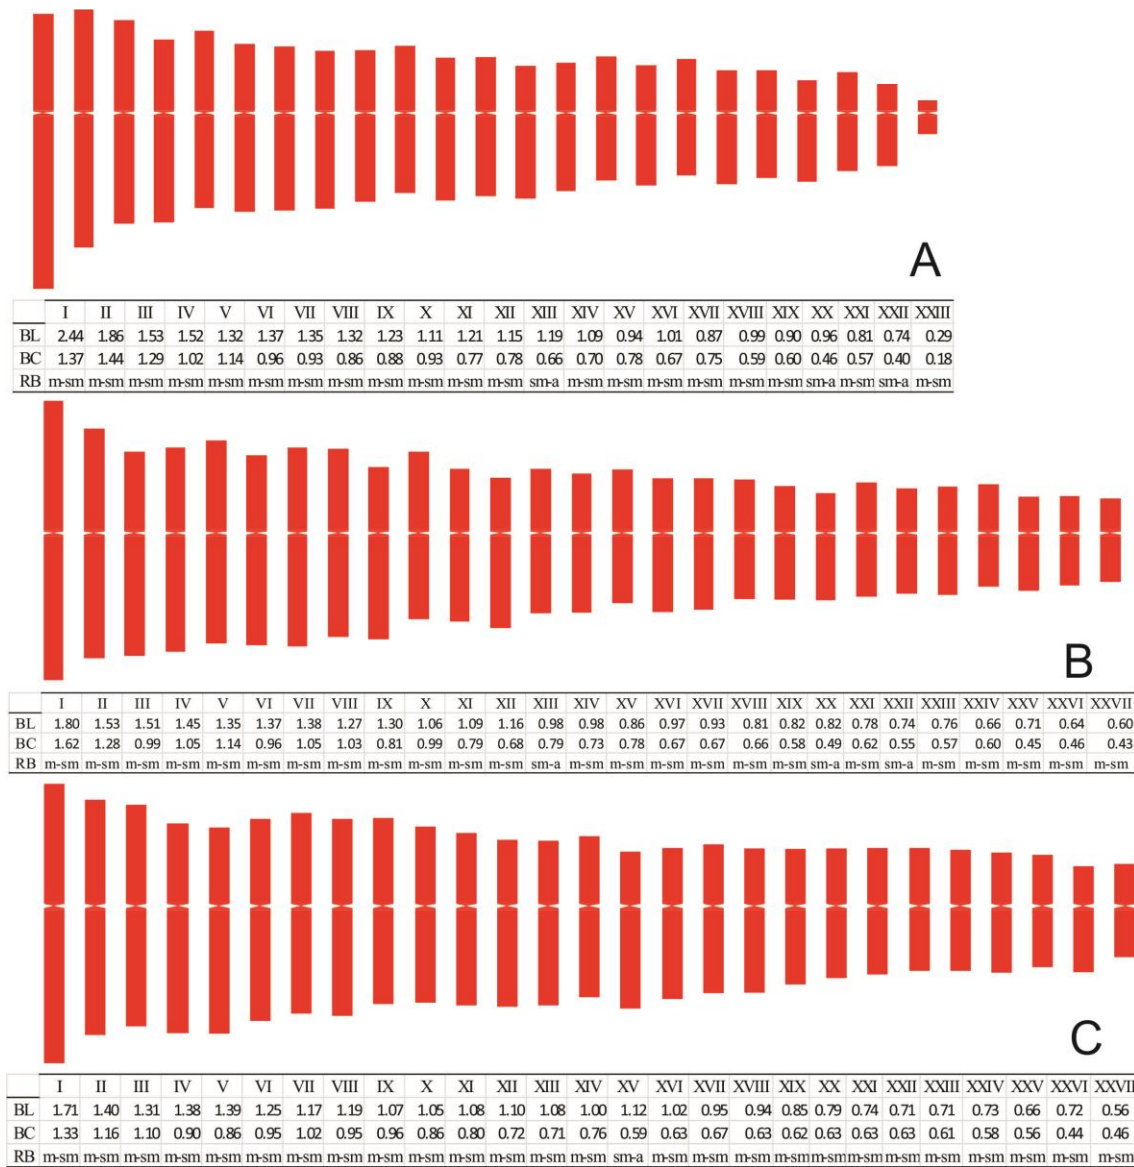 A
I II III IV V VI VII VIII IX X XI XII XIII XIV XV XVI XVII XVIII XIX XX XXI XXII XXIII
BL 2.44 1.86 1.53 1.52 1.32 1.37 1.35 1.32 1.23 1.11 1.21 1.15 1.19 1.09 0.94 1.01 0.87 0.99 0.90 0.96 0.81 0.74 0.29
BC 1.37 1.44 1.29 1.02 1.14 0.96 0.93 0.86 0.88 0.93 0.77 0.78 0.66 0.70 0.78 0.67 0.75 0.59 0.60 0.46 0.57 0.40 0.18
RB m-sm m-sm m-sm m-sm m-sm m-sm m-sm m-sm m-sm m-sm m-sm m-sm sm-a m-sm m-sm m-sm m-sm m-sm m-sm sm-a m-sm sm-a m-sm
B
I II III IV V VI VII VIII IX X XI XII XIII XIV XV XVI XVII XVIII XIX XX XXI XXII XXIII XXIV XXV XXVI XXVII
BL 1.80 1.53 1.51 1.45 1.35 1.37 1.38 1.27 1.30 1.06 1.09 1.16 0.98 0.98 0.86 0.97 0.93 0.81 0.82 0.82 0.78 0.74 0.76 0.66 0.71 0.64 0.60
BC 1.62 1.28 0.99 1.05 1.14 0.96 1.05 1.03 0.81 0.99 0.79 0.68 0.79 0.73 0.78 0.67 0.67 0.66 0.58 0.49 0.62 0.55 0.57 0.60 0.45 0.46 0.43
RB m-sm m-sm m-sm m-sm m-sm m-sm m-sm m-sm m-sm m-sm m-sm m-sm sm-a m-sm m-sm m-sm m-sm m-sm m-sm sm-a m-sm sm-a m-sm m-sm m-sm m-sm m-sm
C
I II III IV V VI VII VIII IX X XI XII XIII XIV XV XVI XVII XVIII XIX XX XXI XXII XXIII XXIV XXV XXVI XXVII
BL 1.71 1.40 1.31 1.38 1.39 1.25 1.17 1.19 1.07 1.05 1.08 1.10 1.08 1.00 1.12 1.02 0.95 0.94 0.85 0.79 0.74 0.71 0.71 0.73 0.66 0.72 0.56
BC 1.33 1.16 1.10 0.90 0.86 0.95 1.02 0.95 0.96 0.86 0.80 0.72 0.71 0.76 0.59 0.63 0.67 0.63 0.62 0.63 0.63 0.63 0.61 0.58 0.56 0.44 0.46
RB m-sm m-sm m-sm m-sm m-sm m-sm m-sm m-sm m-sm m-sm m-sm m-sm m-sm m-sm sm-a m-sm m-sm m-sm m-sm m-sm m-sm m-sm m-sm m-sm m-sm m-sm m-sm